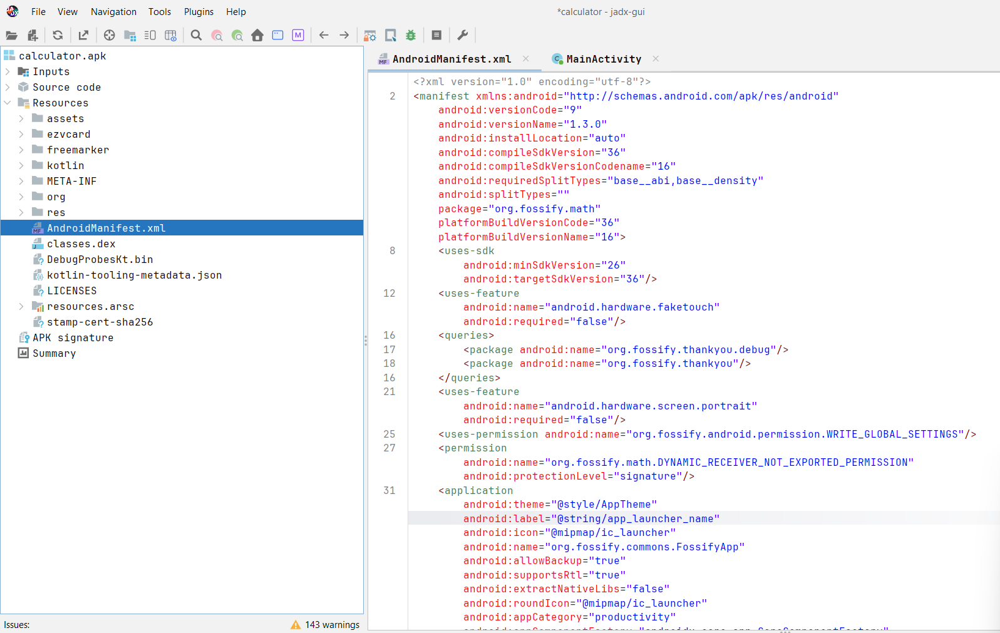 File View Navigation Tools Plugins Help
*calculator - jadx-gui
calculator.apk
Inputs
Source code
Resources
assets
ezvcard
freemarker
kotlin
META-INF
org
res
AndroidManifest.xml
classes.dex
DebugProbesKt.bin
kotlin-tooling-metadata.json
LICENSES
resources.arsc
stamp-cert-sha256
APK signature
Summary
Issues: 143 warnings
AndroidManifest.xml MainActivity
<?xml version="1.0" encoding="utf-8"?>
2 <manifest xmlns:android="http://schemas.android.com/apk/res/android"
android:versionCode="9"
android:versionName="1.3.0"
android:installLocation="auto"
android:compileSdkVersion="36"
android:compileSdkVersionCodename="16"
android:requiredSplitTypes="base__abi,base__density"
android:splitTypes=""
package="org.fossify.math"
platformBuildVersionCode="36"
platformBuildVersionName="16">
8 <uses-sdk
android:minSdkVersion="26"
android:targetSdkVersion="36"/>
12 <uses-feature
android:name="android.hardware.faketouch"
android:required="false"/>
16 <queries>
17 <package android:name="org.fossify.thankyou.debug"/>
18 <package android:name="org.fossify.thankyou"/>
16 </queries>
21 <uses-feature
android:name="android.hardware.screen.portrait"
android:required="false"/>
25 <uses-permission android:name="org.fossify.android.permission.WRITE_GLOBAL_SETTINGS"/>
27 <permission
android:name="org.fossify.math.DYNAMIC_RECEIVER_NOT_EXPORTED_PERMISSION"
android:protectionLevel="signature"/>
31 <application
android:theme="@style/AppTheme"
android:label="@string/app_launcher_name"
android:icon="@mipmap/ic_launcher"
android:name="org.fossify.commons.FossifyApp"
android:allowBackup="true"
android:supportsRtl="true"
android:extractNativeLibs="false"
android:roundIcon="@mipmap/ic_launcher"
android:appCategory="productivity"
android:appComponentFactory="androidx.core.app.CoreComponentFactory"